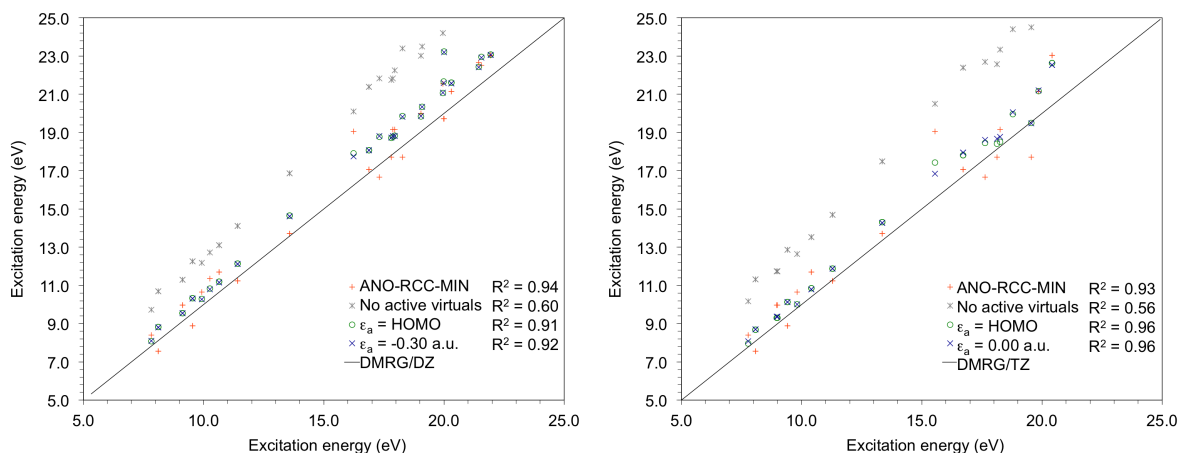 25.0
23.0
21.0
19.0
17.0
15.0
13.0
11.0
9.0
7.0
5.0
Excitation energy (eV)
ANO-RCC-MIN R² = 0.94
No active virtuals R² = 0.60
εa = HOMO R² = 0.91
εa = -0.30 a.u. R² = 0.92
DMRG/DZ
5.0 10.0 15.0 20.0 25.0
Excitation energy (eV)
25.0
23.0
21.0
19.0
17.0
15.0
13.0
11.0
9.0
7.0
5.0
Excitation energy (eV)
ANO-RCC-MIN R² = 0.93
No active virtuals R² = 0.56
εa = HOMO R² = 0.96
εa = 0.00 a.u. R² = 0.96
DMRG/TZ
5.0 10.0 15.0 20.0 25.0
Excitation energy (eV)